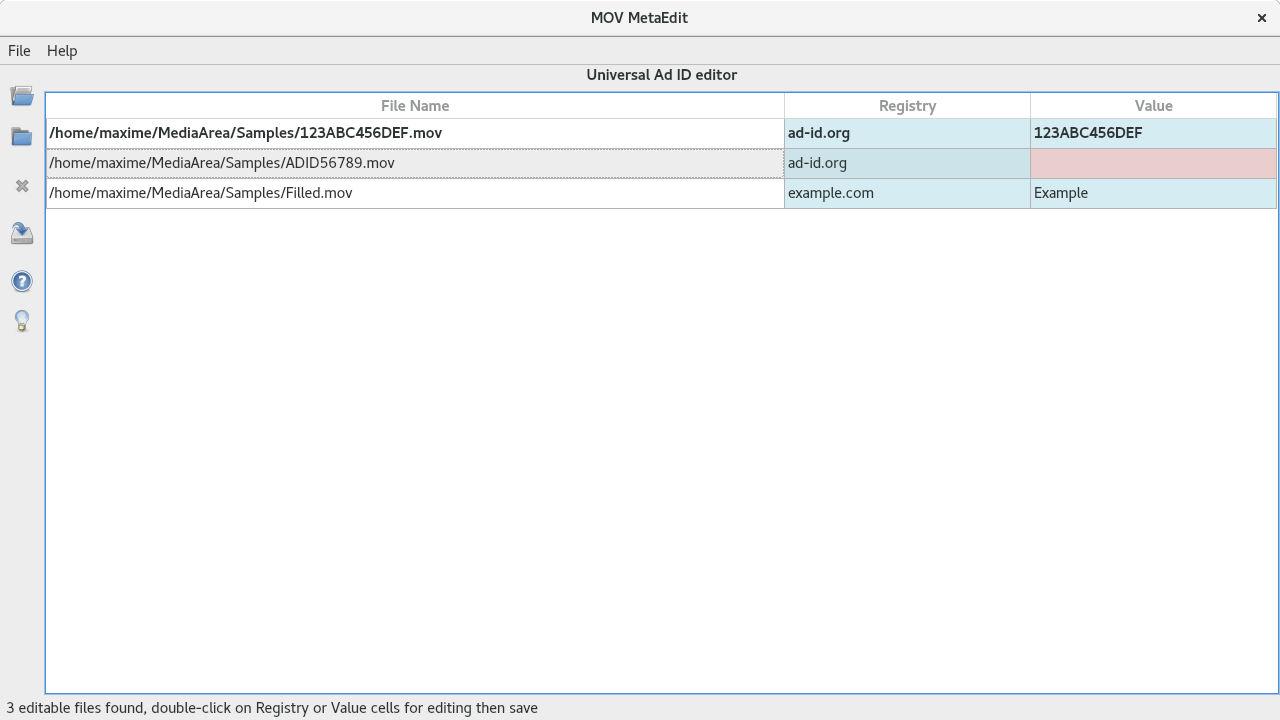 MOV MetaEdit ×
File Help
Universal Ad ID editor
File Name Registry Value
/home/maxime/MediaArea/Samples/123ABC456DEF.mov ad-id.org 123ABC456DEF
/home/maxime/MediaArea/Samples/ADID56789.mov ad-id.org
/home/maxime/MediaArea/Samples/Filled.mov example.com Example
3 editable files found, double-click on Registry or Value cells for editing then save